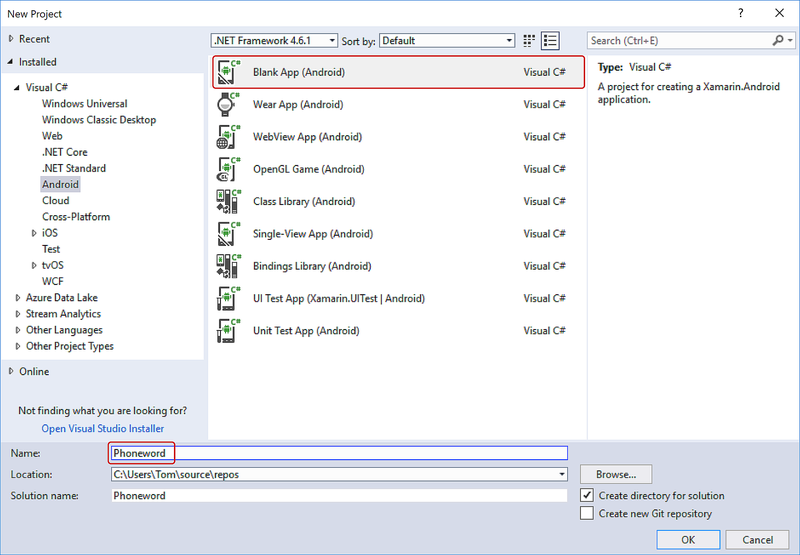 New Project
Recent
.NET Framework 4.6.1 Sort by: Default Search (Ctrl+E)
Installed
Visual C#
Windows Universal
Windows Classic Desktop
Web
.NET Core
.NET Standard
Android
Cloud
Cross-Platform
iOS
Test
tvOS
WCF
Azure Data Lake
Stream Analytics
Other Languages
Other Project Types
Online
Not finding what you are looking for?
Open Visual Studio Installer
Blank App (Android) Visual C#
Wear App (Android) Visual C#
WebView App (Android) Visual C#
OpenGL Game (Android) Visual C#
Class Library (Android) Visual C#
Single-View App (Android) Visual C#
Bindings Library (Android) Visual C#
UI Test App (Xamarin.UITest | Android) Visual C#
Unit Test App (Android) Visual C#
Type: Visual C#
A project for creating a Xamarin.Android
application.
Name: Phoneword
Location: C:\Users\Tom\source\repos Browse...
Solution name: Phoneword Create directory for solution
Create new Git repository
OK Cancel